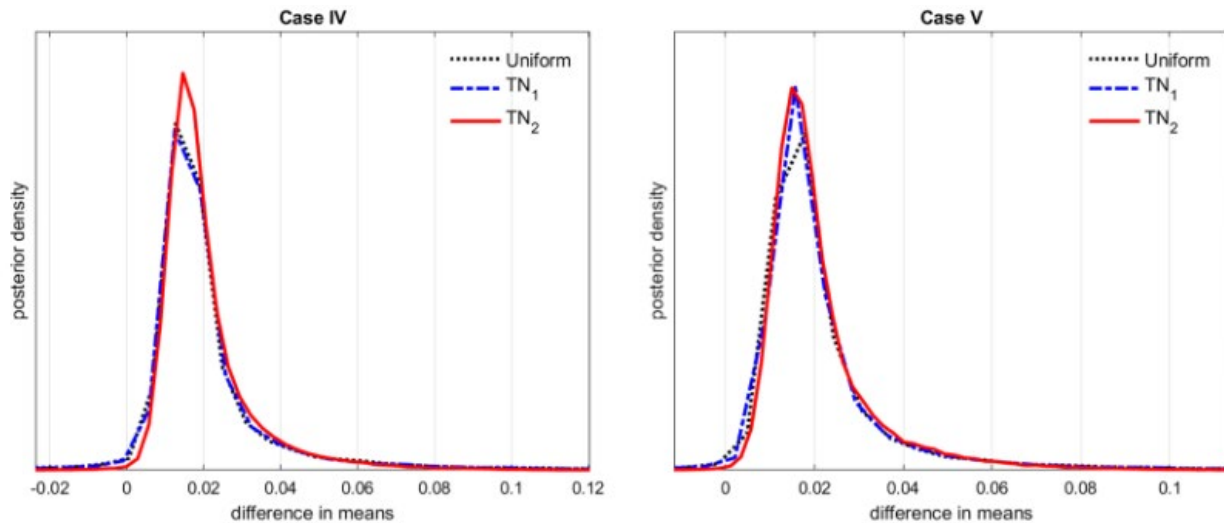 Case IV
Uniform
TN1
TN2
posterior density
-0.02 0 0.02 0.04 0.06 0.08 0.1 0.12
difference in means
Case V
Uniform
TN1
TN2
posterior density
0 0.02 0.04 0.06 0.08 0.1
difference in means